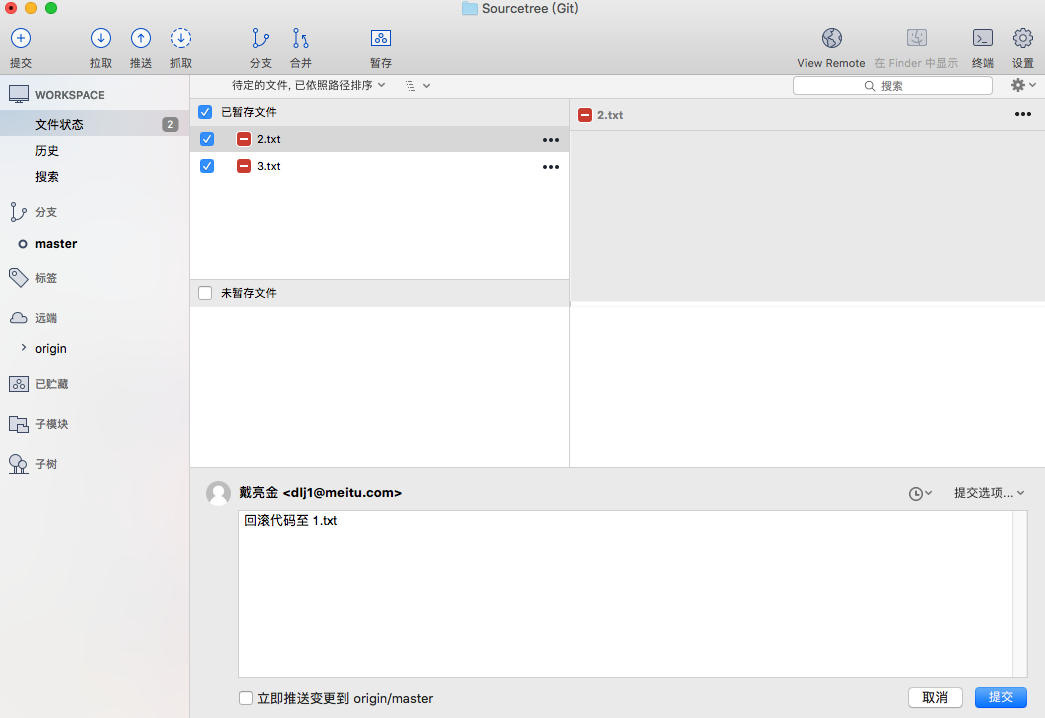 Sourcetree (Git)
提交
拉取
推送
抓取
分支
合并
暂存
View Remote
在 Finder 中显示
终端
设置
WORKSPACE
文件状态
2
历史
搜索
分支
master
标签
远端
origin
已贮藏
子模块
子树
待定的文件, 已依照路径排序
搜索
已暂存文件
2.txt
3.txt
未暂存文件
2.txt
戴亮金 <dlj1@meitu.com>
提交选项...
回滚代码至 1.txt
立即推送变更到 origin/master
取消
提交